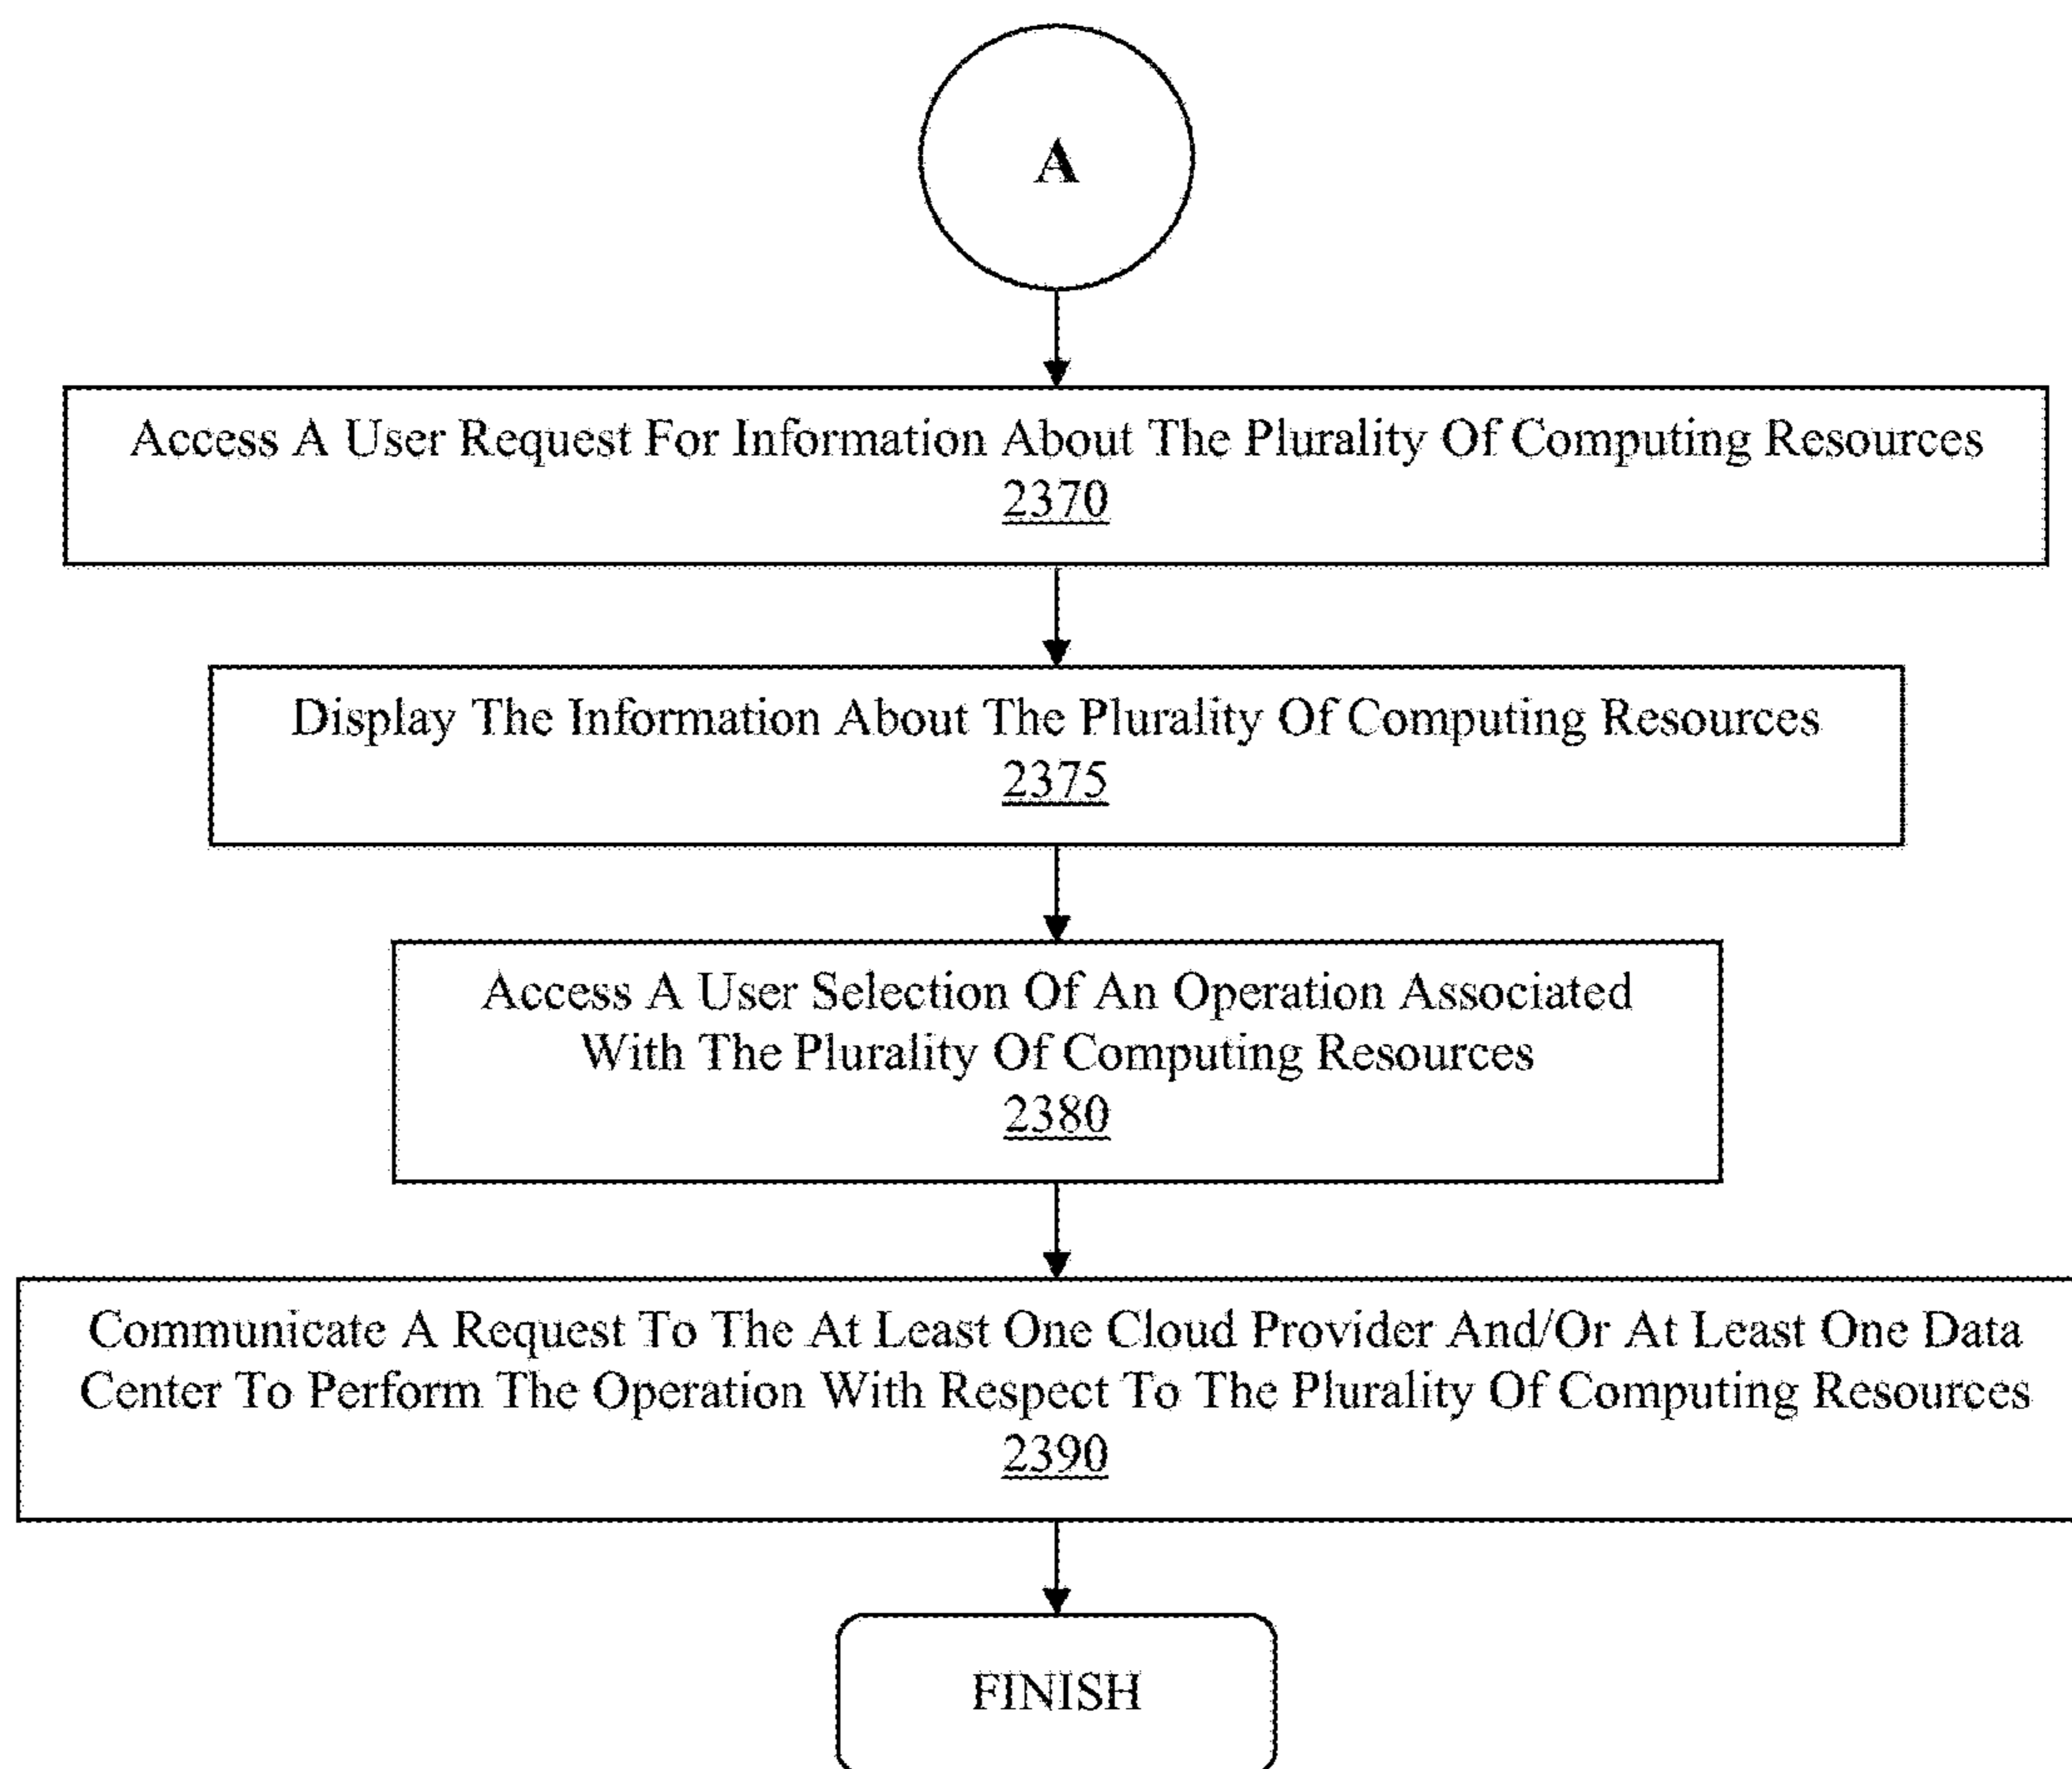 A
Access A User Request For Information About The Plurality Of Computing Resources
2370
Display The Information About The Plurality Of Computing Resources
2375
Access A User Selection Of An Operation Associated
With The Plurality Of Computing Resources
2380
Communicate A Request To The At Least One Cloud Provider And/Or At Least One Data
Center To Perform The Operation With Respect To The Plurality Of Computing Resources
2390
FINISH